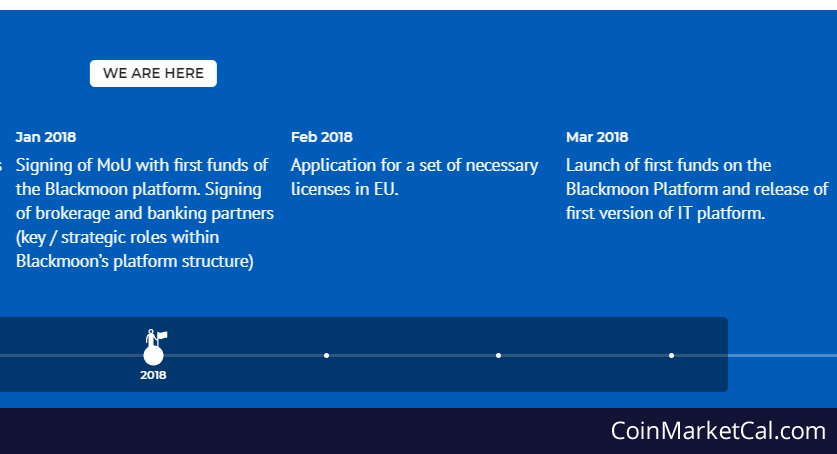 WE ARE HERE
Jan 2018
Signing of MoU with first funds of
the Blackmoon platform. Signing
of brokerage and banking partners
(key / strategic roles within
Blackmoon's platform structure)
Feb 2018
Application for a set of necessary
licenses in EU.
Mar 2018
Launch of first funds on the
Blackmoon Platform and release of
first version of IT platform.
2018
CoinMarketCal.com